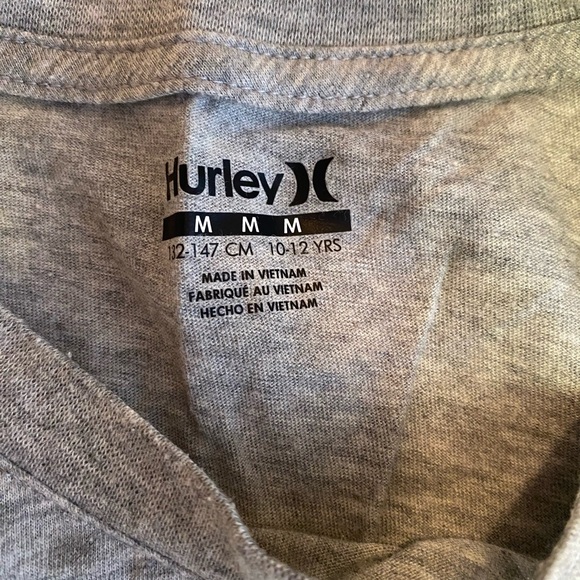 Hurley
M M M
132-147 CM 10-12 YRS
MADE IN VIETNAM
FABRIQUÉ AU VIETNAM
HECHO EN VIETNAM